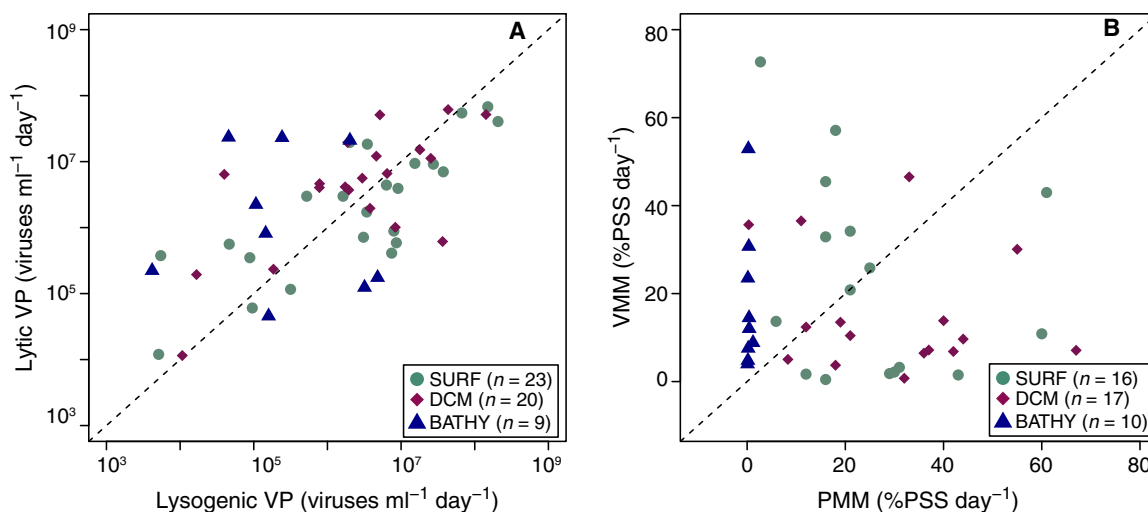 A
10⁹
10⁷
10⁵
10³
Lytic VP (viruses ml⁻¹ day⁻¹)
SURF (n = 23)
DCM (n = 20)
BATHY (n = 9)
10³ 10⁵ 10⁷ 10⁹
Lysogenic VP (viruses ml⁻¹ day⁻¹)
B
80
60
40
20
0
VMM (%PSS day⁻¹)
SURF (n = 16)
DCM (n = 17)
BATHY (n = 10)
0 20 40 60 80
PMM (%PSS day⁻¹)